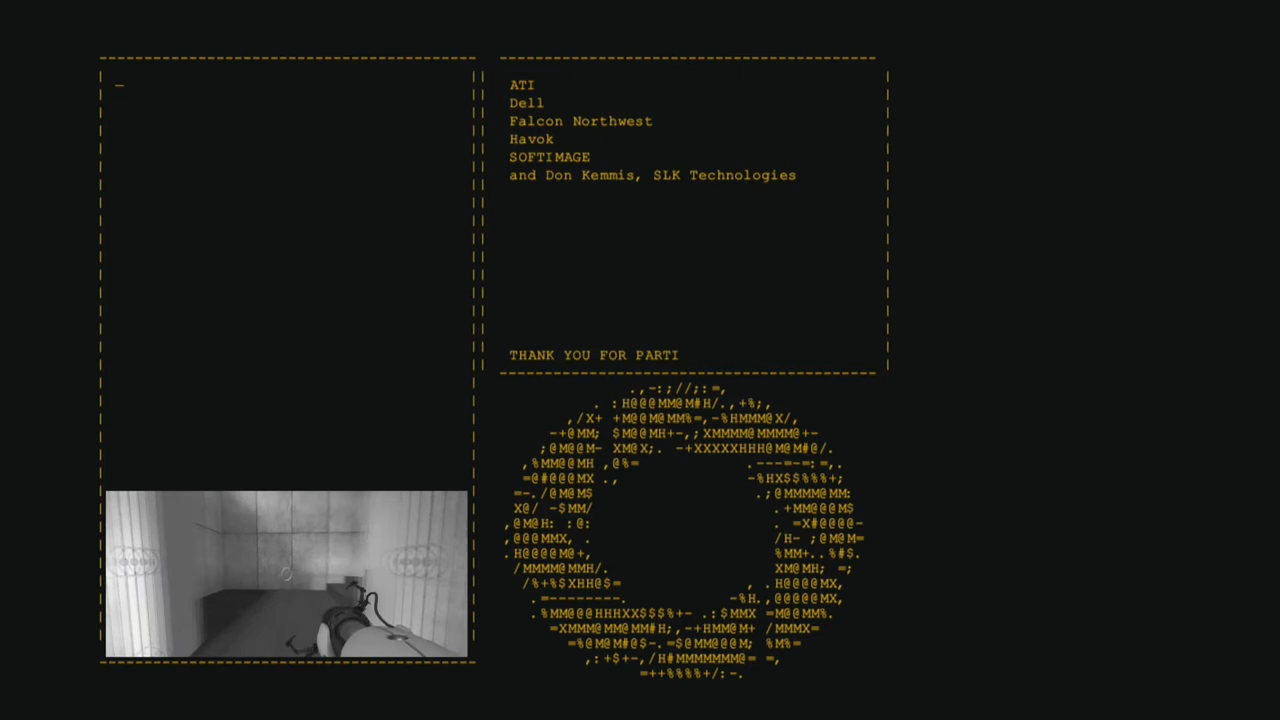 ATI
Dell
Falcon Northwest
Havok
SOFTIMAGE
and Don Kemmis, SLK Technologies
THANK YOU FOR PARTI